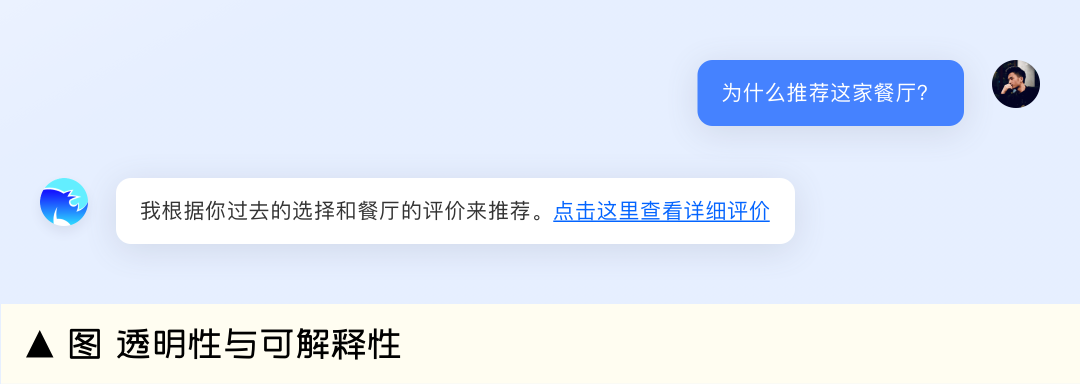 为什么推荐这家餐厅？
我根据你过去的选择和餐厅的评价来推荐。点击这里查看详细评价
▲ 图 透明性与可解释性